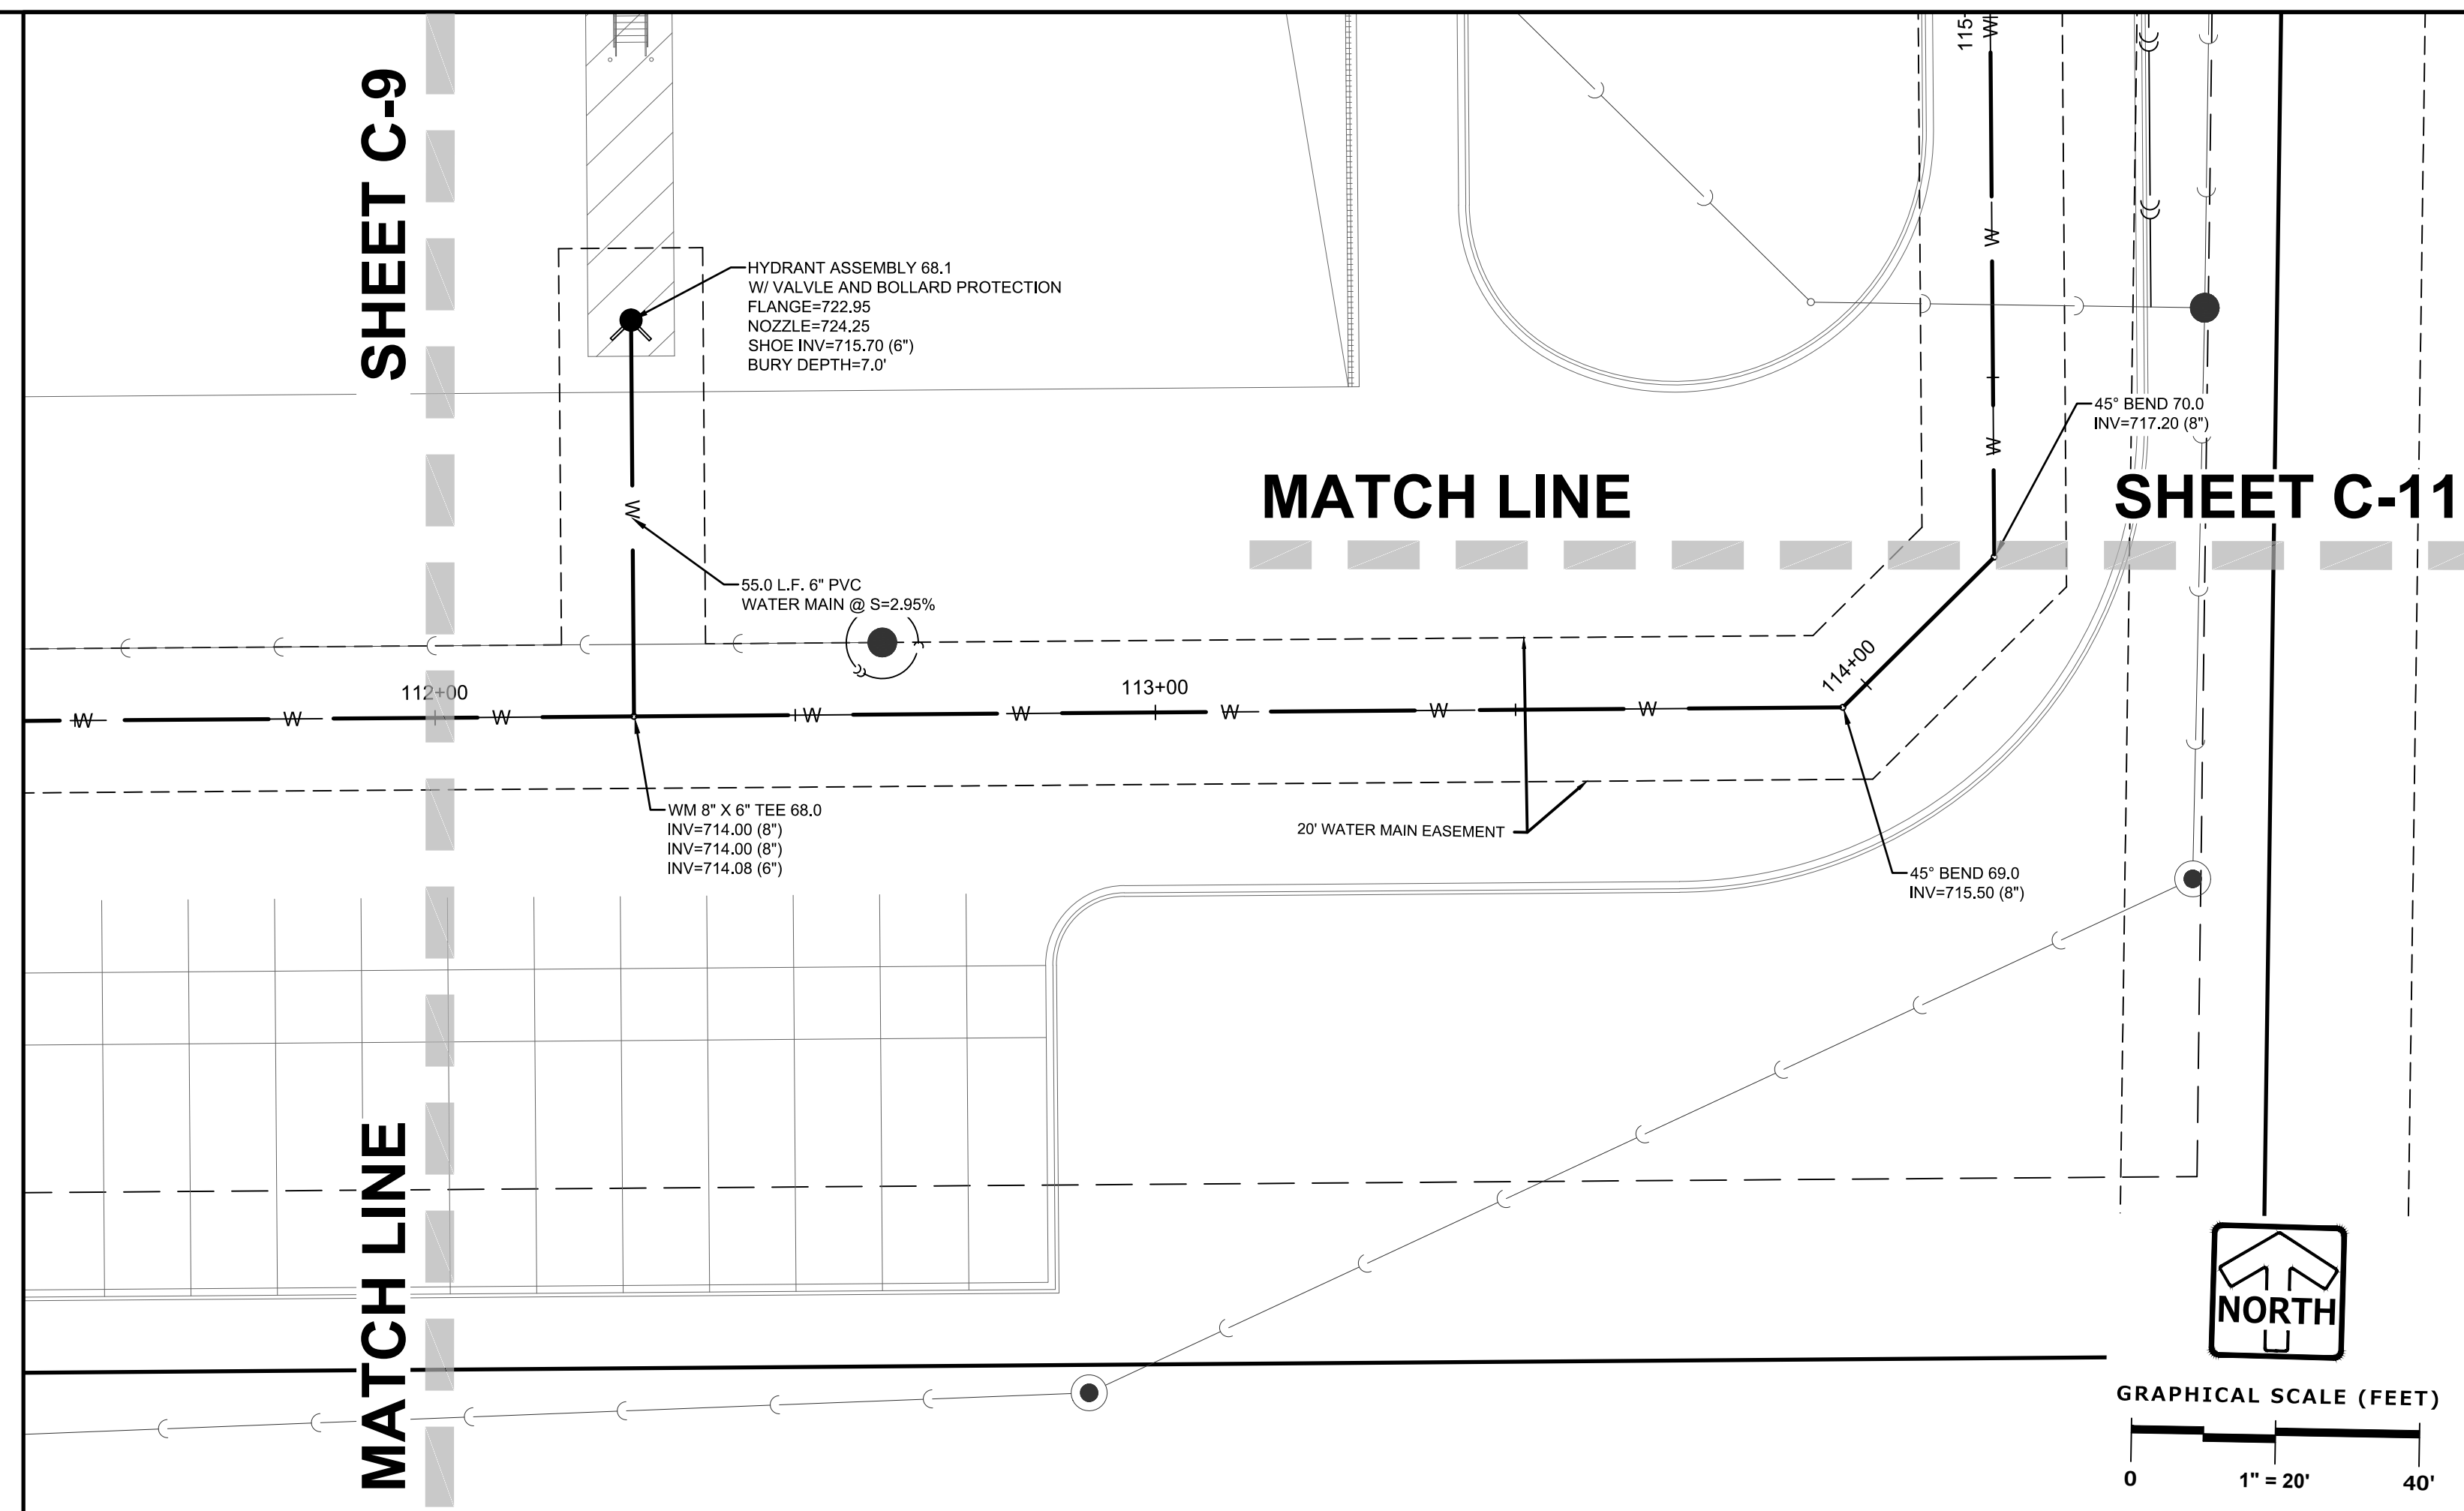 SHEET C-9
115+
W
HYDRANT ASSEMBLY 68.1
W/ VALVLE AND BOLLARD PROTECTION
FLANGE=722.95
NOZZLE=724.25
SHOE INV=715.70 (6")
BURY DEPTH=7.0'
W
45° BEND 70.0
INV=717.20 (8")
W
MATCH LINE
SHEET C-11
W
55.0 L.F. 6" PVC
WATER MAIN @ S=2.95%
112+00
113+00
114+00
W
W
W
W
W
W
W
W
WM 8" X 6" TEE 68.0
INV=714.00 (8")
INV=714.00 (8")
INV=714.08 (6")
20' WATER MAIN EASEMENT
45° BEND 69.0
INV=715.50 (8")
MATCH LINE
NORTH
GRAPHICAL SCALE (FEET)
0
1" = 20'
40'